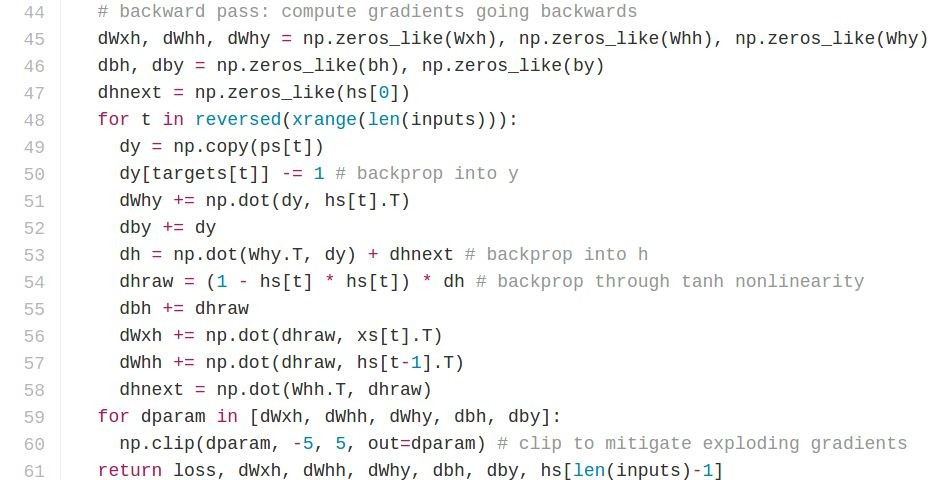 44 # backward pass: compute gradients going backwards
45 dWxh, dWhh, dWhy = np.zeros_like(Wxh), np.zeros_like(Whh), np.zeros_like(Why)
46 dbh, dby = np.zeros_like(bh), np.zeros_like(by)
47 dhnext = np.zeros_like(hs[0])
48 for t in reversed(xrange(len(inputs))):
49   dy = np.copy(ps[t])
50   dy[targets[t]] -= 1 # backprop into y
51   dWhy += np.dot(dy, hs[t].T)
52   dby += dy
53   dh = np.dot(Why.T, dy) + dhnext # backprop into h
54   dhraw = (1 - hs[t] * hs[t]) * dh # backprop through tanh nonlinearity
55   dbh += dhraw
56   dWxh += np.dot(dhraw, xs[t].T)
57   dWhh += np.dot(dhraw, hs[t-1].T)
58   dhnext = np.dot(Whh.T, dhraw)
59 for dparam in [dWxh, dWhh, dWhy, dbh, dby]:
60   np.clip(dparam, -5, 5, out=dparam) # clip to mitigate exploding gradients
61 return loss, dWxh, dWhh, dWhy, dbh, dby, hs[len(inputs)-1]